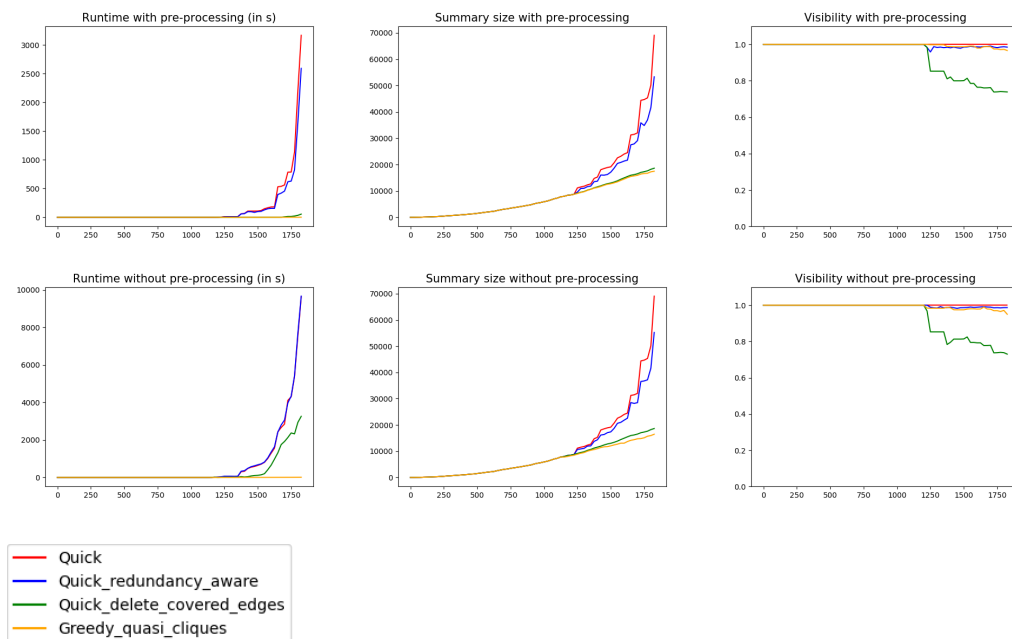 Runtime with pre-processing (in s)
3000
2500
2000
1500
1000
500
0
0 250 500 750 1000 1250 1500 1750
Summary size with pre-processing
70000
60000
50000
40000
30000
20000
10000
0
0 250 500 750 1000 1250 1500 1750
Visibility with pre-processing
1.0
0.8
0.6
0.4
0.2
0.0
0 250 500 750 1000 1250 1500 1750
Runtime without pre-processing (in s)
10000
8000
6000
4000
2000
0
0 250 500 750 1000 1250 1500 1750
Summary size without pre-processing
70000
60000
50000
40000
30000
20000
10000
0
0 250 500 750 1000 1250 1500 1750
Visibility without pre-processing
1.0
0.8
0.6
0.4
0.2
0.0
0 250 500 750 1000 1250 1500 1750
Quick
Quick_redundancy_aware
Quick_delete_covered_edges
Greedy_quasi_cliques